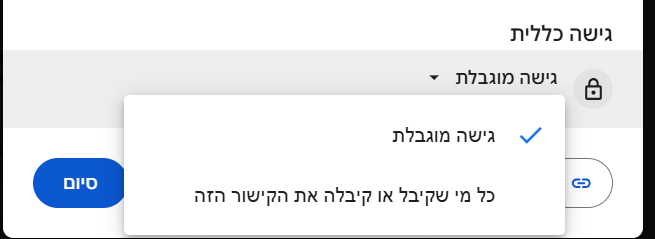 גישה כללית
גישה מוגבלת
גישה מוגבלת
כל מי שקיבל או קיבלה את הקישור הזה
סיום